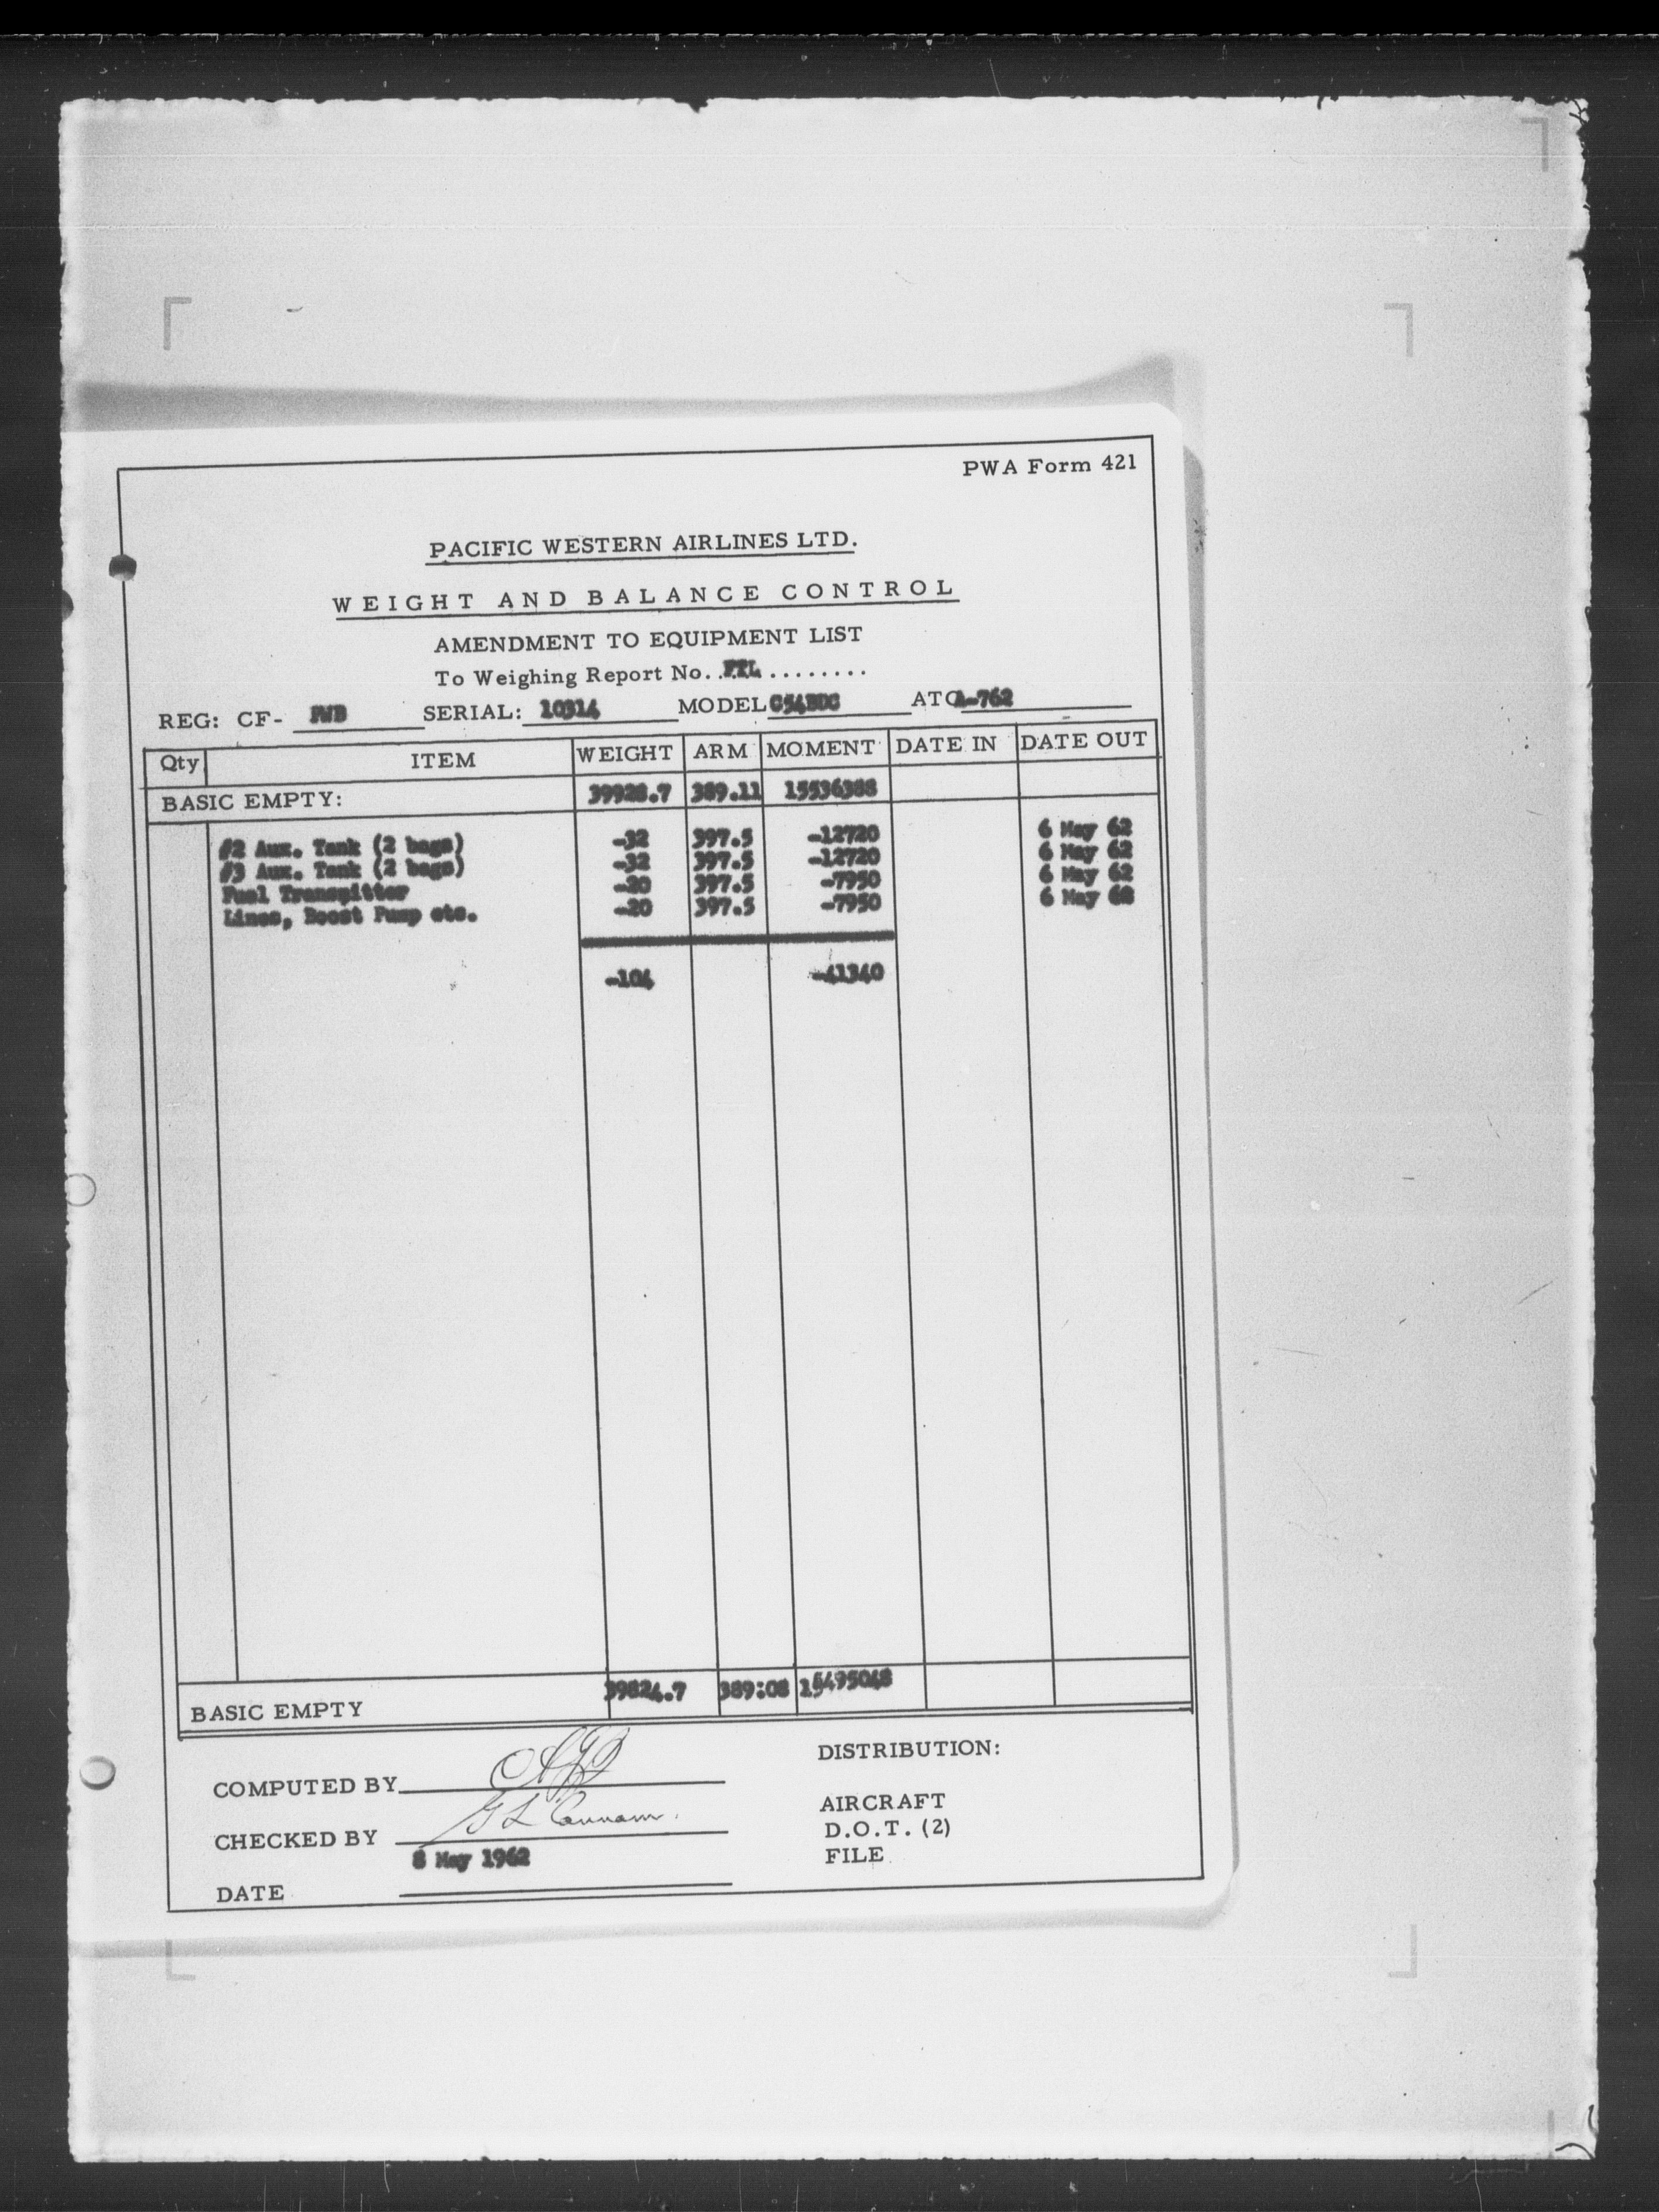 PWA Form 421
PACIFIC WESTERN AIRLINES LTD.
WEIGHT AND BALANCE CONTROL
AMENDMENT TO EQUIPMENT LIST
To Weighing Report No. . ........
REG: CF- PWB SERIAL: 10314 MODEL C54BDC ATC A-762
Qty ITEM WEIGHT ARM MOMENT DATE IN DATE OUT
BASIC EMPTY: 39928.7 389.11 15536388
#2 Aux. Tank (2 bags) -32 397.5 -12720 6 May 62
#3 Aux. Tank (2 bags) -32 397.5 -12720 6 May 62
Fuel -20 397.5 -7950 6 May 62
Lines, Boost Pump etc. -20 397.5 -7950 6 May
-104 -41340
BASIC EMPTY 39824.7 389:08 15495048
DISTRIBUTION:
COMPUTED BY
AIRCRAFT
D.O.T. (2)
CHECKED BY G L
FILE
8 May 1962
DATE